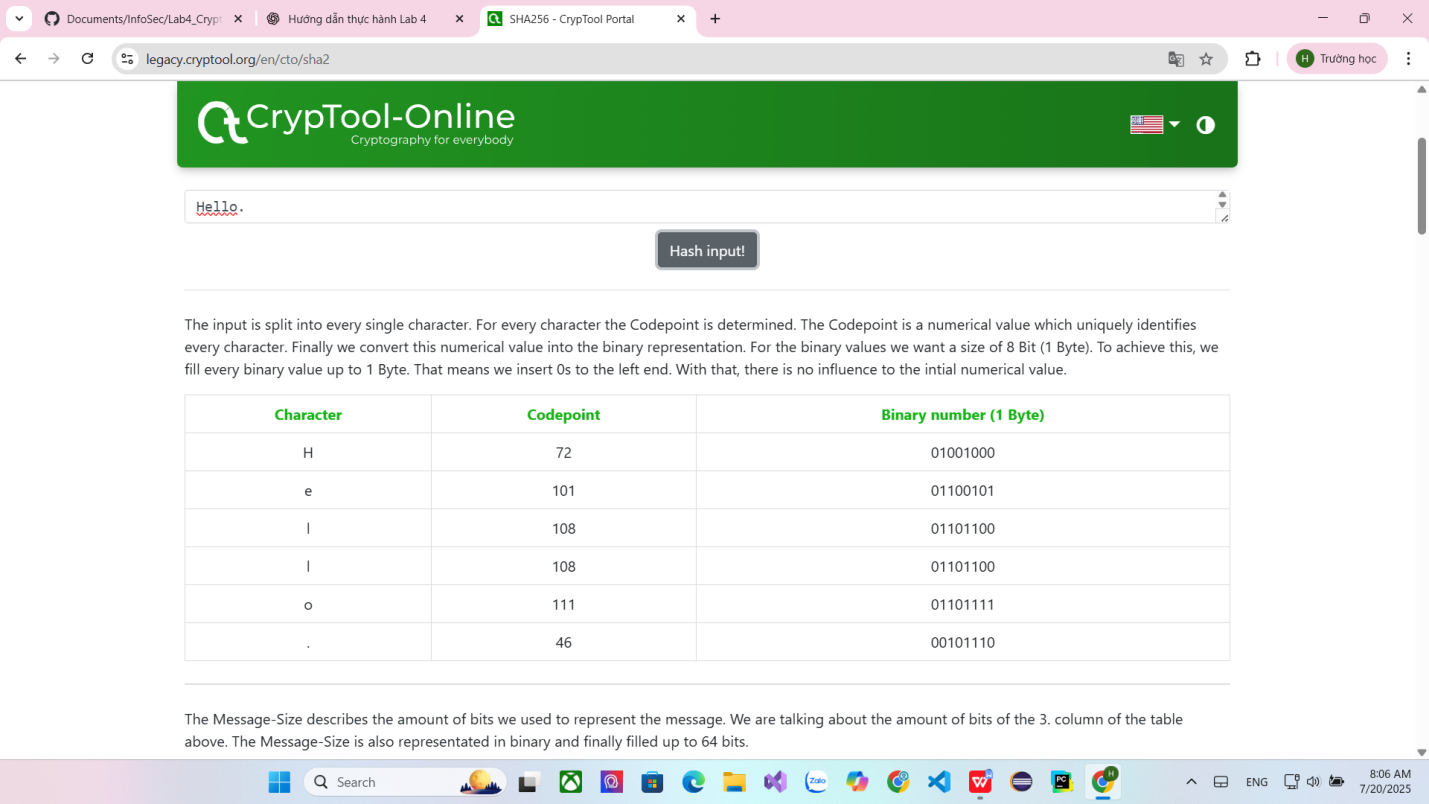 Documents/InfoSec/Lab4_Crypt
Hướng dẫn thực hành Lab 4
SHA256 - CrypTool Portal
legacy.cryptool.org/en/cto/sha2
H
Trường học
CrypTool-Online
Cryptography for everybody
Hello.
Hash input!
The input is split into every single character. For every character the Codepoint is determined. The Codepoint is a numerical value which uniquely identifies
every character. Finally we convert this numerical value into the binary representation. For the binary values we want a size of 8 Bit (1 Byte). To achieve this, we
fill every binary value up to 1 Byte. That means we insert 0s to the left end. With that, there is no influence to the intial numerical value.
Character Codepoint Binary number (1 Byte)
H 72 01001000
e 101 01100101
l 108 01101100
l 108 01101100
o 111 01101111
. 46 00101110
The Message-Size describes the amount of bits we used to represent the message. We are talking about the amount of bits of the 3. column of the table
above. The Message-Size is also representated in binary and finally filled up to 64 bits.
Search
Zalo
PC
H
ENG
8:06 AM
7/20/2025